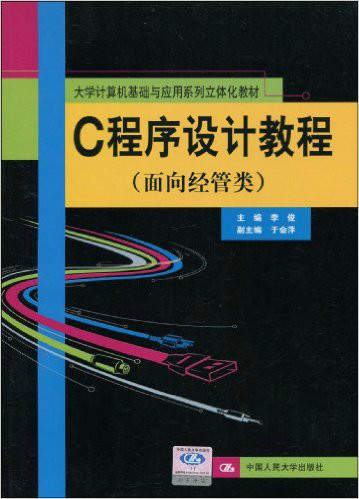 大学计算机基础与应用系列立体化教材
C程序设计教程
（面向经管类）
主编 李俊
副主编 于会萍
中国人民大学出版社